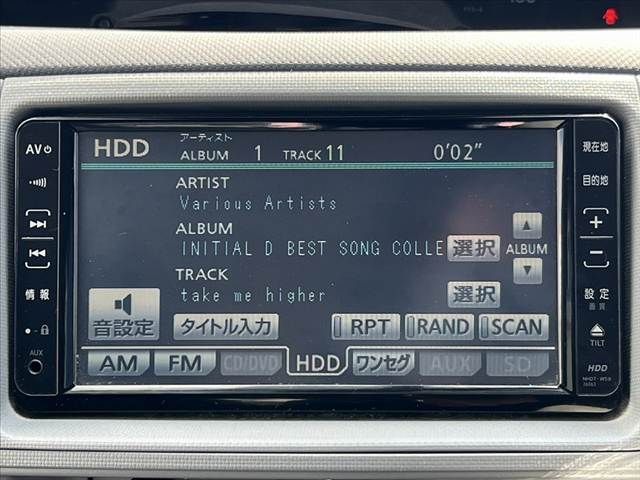 AV
HDD
アーティスト
ALBUM 1 TRACK 11 0'02"
現在地
目的地
ARTIST
Various Artists
ALBUM
INITIAL D BEST SONG COLLE
選択
ALBUM
TRACK
take me higher
選択
情報
設定
画質
音設定
タイトル入力
RPT
RAND
SCAN
TILT
AUX
AM
FM
CD/DVD
HDD
ワンセグ
AUX
SD
HDD